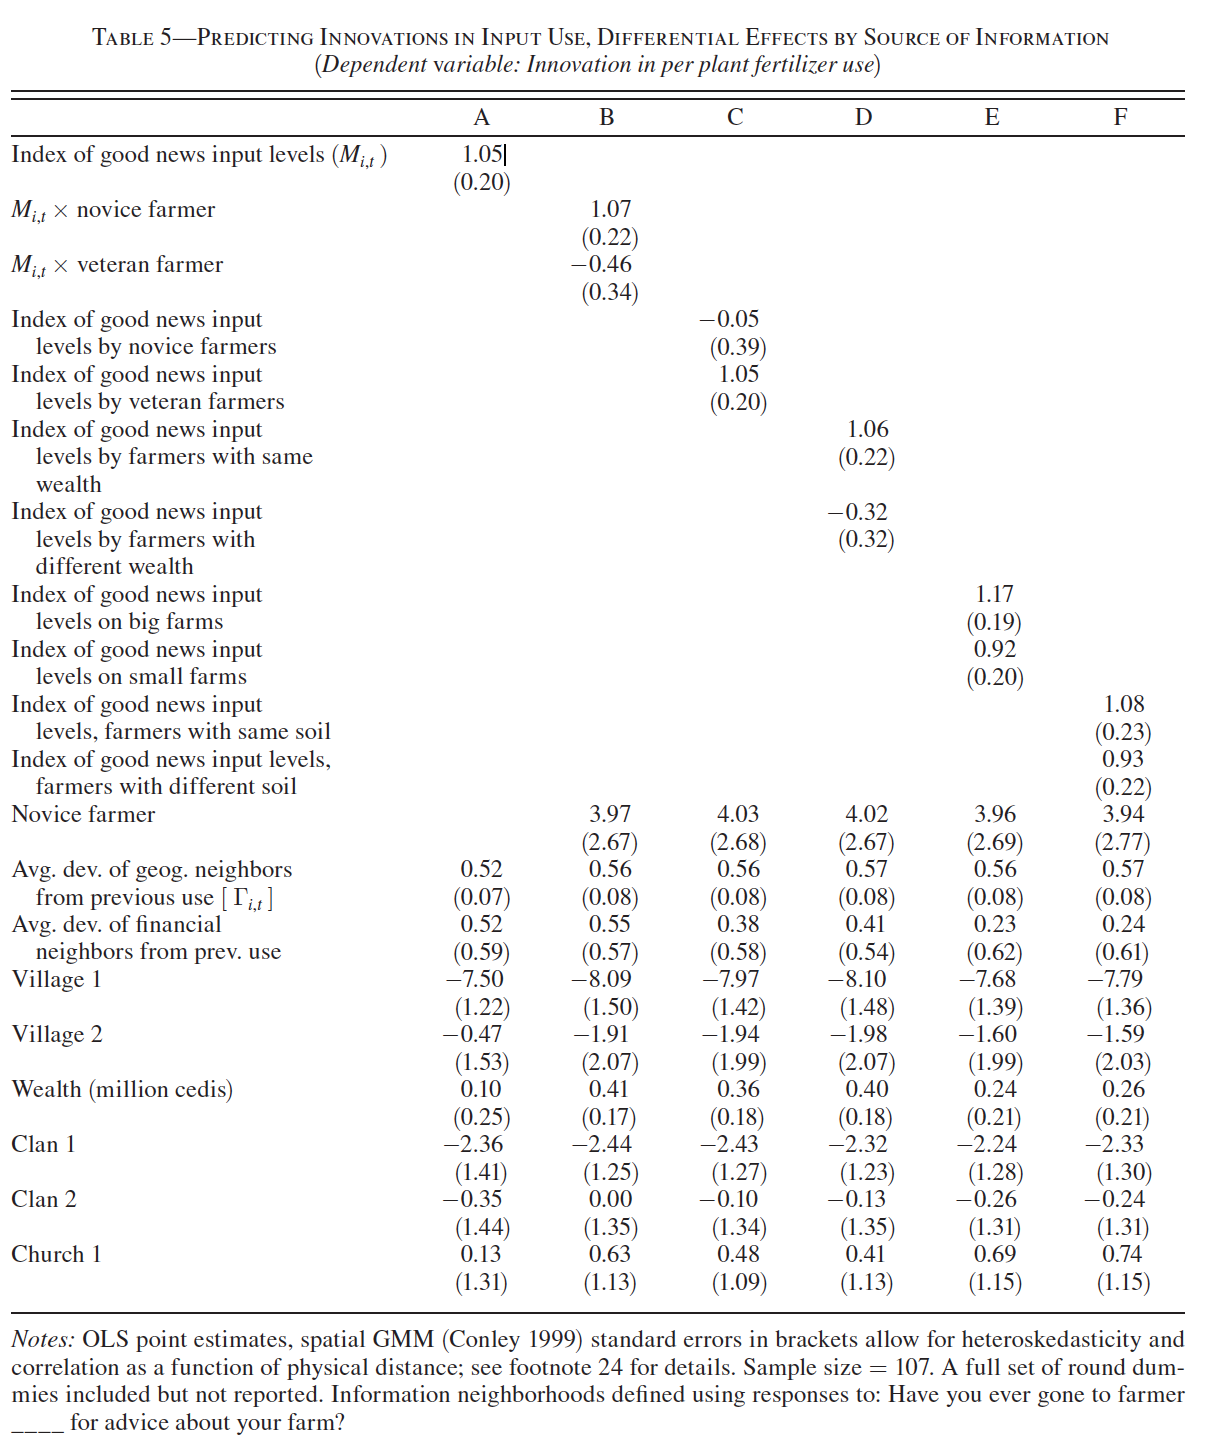 TABLE 5—PREDICTING INNOVATIONS IN INPUT USE, DIFFERENTIAL EFFECTS BY SOURCE OF INFORMATION
(Dependent variable: Innovation in per plant fertilizer use)
A B C D E F
Index of good news input levels (M_{i,t}) 1.05
(0.20)
M_{i,t} × novice farmer 1.07
(0.22)
M_{i,t} × veteran farmer −0.46
(0.34)
Index of good news input −0.05
levels by novice farmers (0.39)
Index of good news input 1.05
levels by veteran farmers (0.20)
Index of good news input 1.06
levels by farmers with same (0.22)
wealth
Index of good news input −0.32
levels by farmers with (0.32)
different wealth
Index of good news input 1.17
levels on big farms (0.19)
Index of good news input 0.92
levels on small farms (0.20)
Index of good news input 1.08
levels, farmers with same soil (0.23)
Index of good news input levels, 0.93
farmers with different soil (0.22)
Novice farmer 3.97 4.03 4.02 3.96 3.94
(2.67) (2.68) (2.67) (2.69) (2.77)
Avg. dev. of geog. neighbors 0.52 0.56 0.56 0.57 0.56 0.57
from previous use [Γ_{i,t}] (0.07) (0.08) (0.08) (0.08) (0.08) (0.08)
Avg. dev. of financial 0.52 0.55 0.38 0.41 0.23 0.24
neighbors from prev. use (0.59) (0.57) (0.58) (0.54) (0.62) (0.61)
Village 1 −7.50 −8.09 −7.97 −8.10 −7.68 −7.79
(1.22) (1.50) (1.42) (1.48) (1.39) (1.36)
Village 2 −0.47 −1.91 −1.94 −1.98 −1.60 −1.59
(1.53) (2.07) (1.99) (2.07) (1.99) (2.03)
Wealth (million cedis) 0.10 0.41 0.36 0.40 0.24 0.26
(0.25) (0.17) (0.18) (0.18) (0.21) (0.21)
Clan 1 −2.36 −2.44 −2.43 −2.32 −2.24 −2.33
(1.41) (1.25) (1.27) (1.23) (1.28) (1.30)
Clan 2 −0.35 0.00 −0.10 −0.13 −0.26 −0.24
(1.44) (1.35) (1.34) (1.35) (1.31) (1.31)
Church 1 0.13 0.63 0.48 0.41 0.69 0.74
(1.31) (1.13) (1.09) (1.13) (1.15) (1.15)
Notes: OLS point estimates, spatial GMM (Conley 1999) standard errors in brackets allow for heteroskedasticity and
correlation as a function of physical distance; see footnote 24 for details. Sample size = 107. A full set of round dum-
mies included but not reported. Information neighborhoods defined using responses to: Have you ever gone to farmer
____ for advice about your farm?